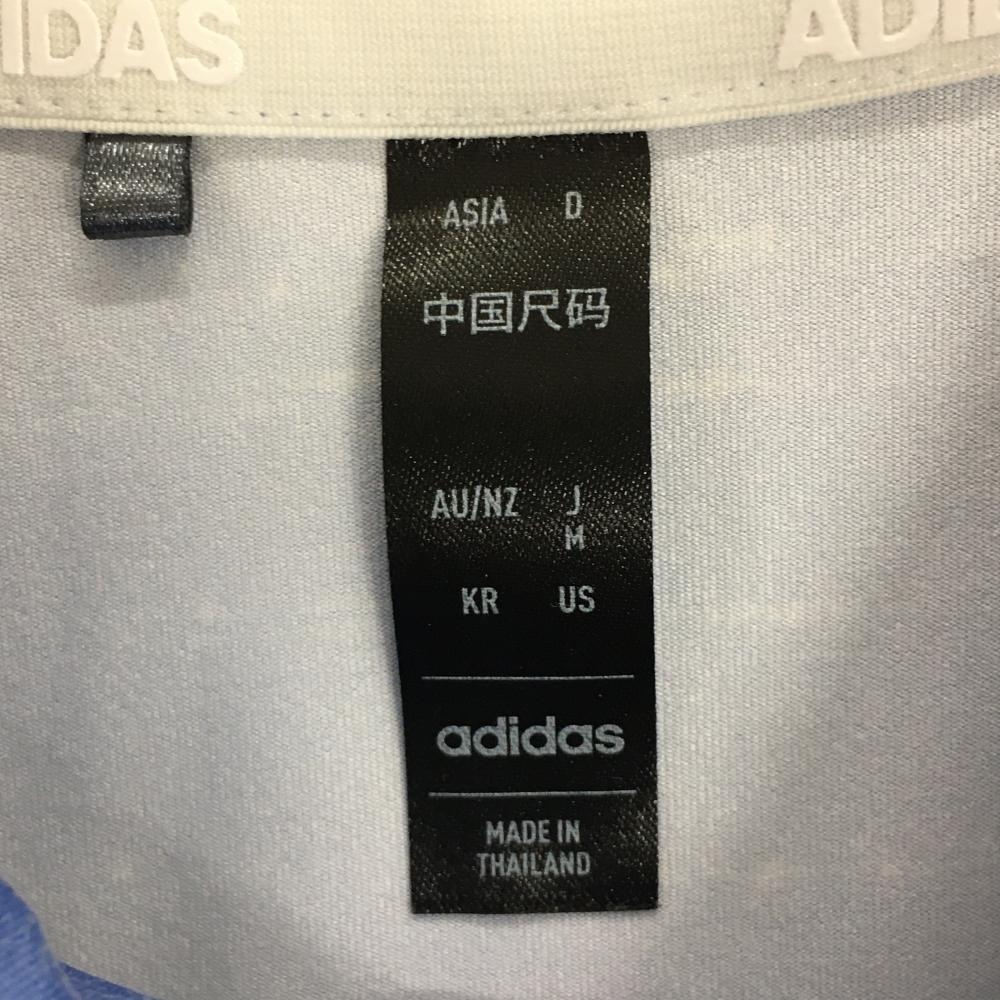 IDAS ADI
ASIA D
中国尺码
AU/NZ J
M
KR US
adidas
MADE IN
THAILAND